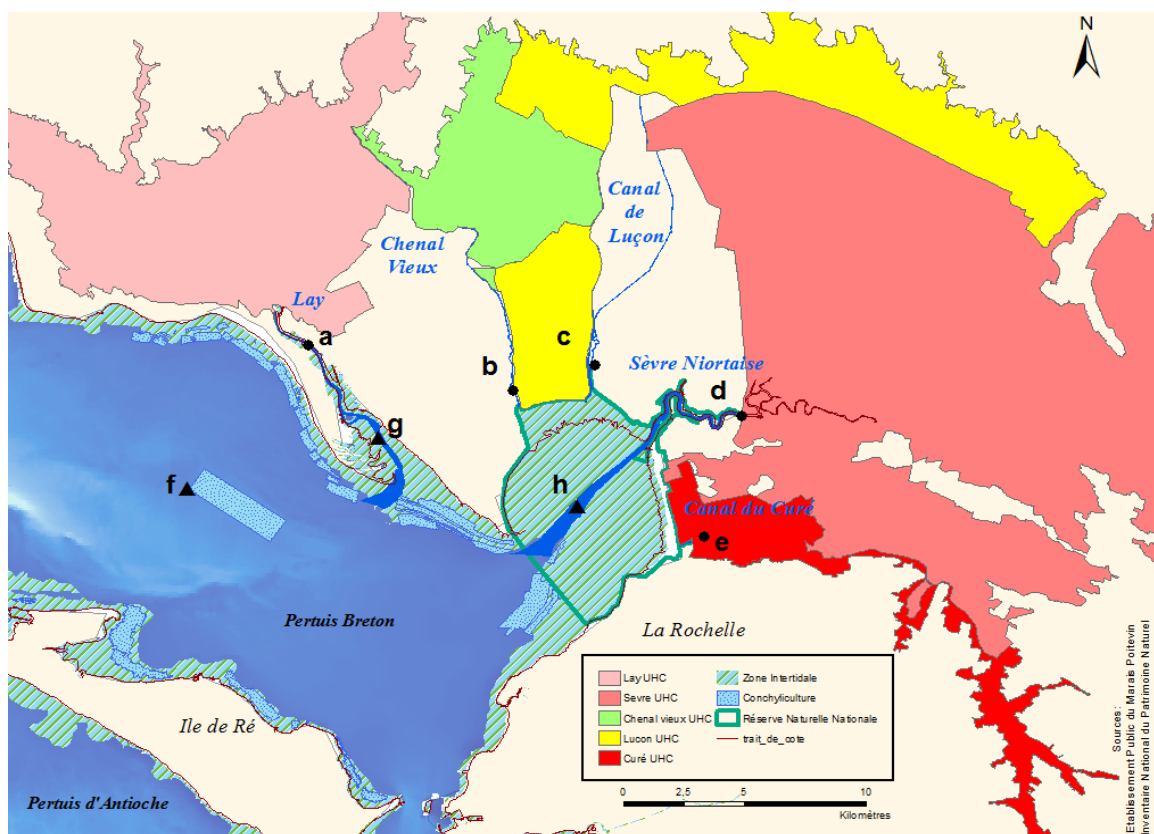 N
Canal
de
Luçon
Chenal
Vieux
Lay
a
c
b
Sèvre Niortaise
d
g
f
h
Canal du Curé
e
Pertuis Breton
La Rochelle
Ile de Ré
Pertuis d'Antioche
Lay UHC
Sevre UHC
Chenal vieux UHC
Lucon UHC
Curé UHC
Zone Intertidale
Conchyliculture
Réserve Naturelle Nationale
trait_de_cote
0 2,5 5 10
Kilomètres
Sources :
Etablissement Public du Marais Poitevin
Inventaire National du Patrimoine Naturel